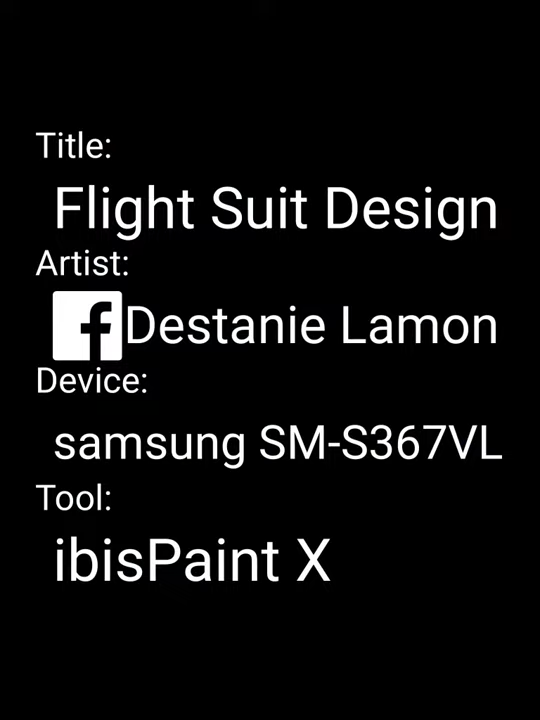 Title:
Flight Suit Design
Artist:
Destanie Lamon
Device:
samsung SM-S367VL
Tool:
ibisPaint X